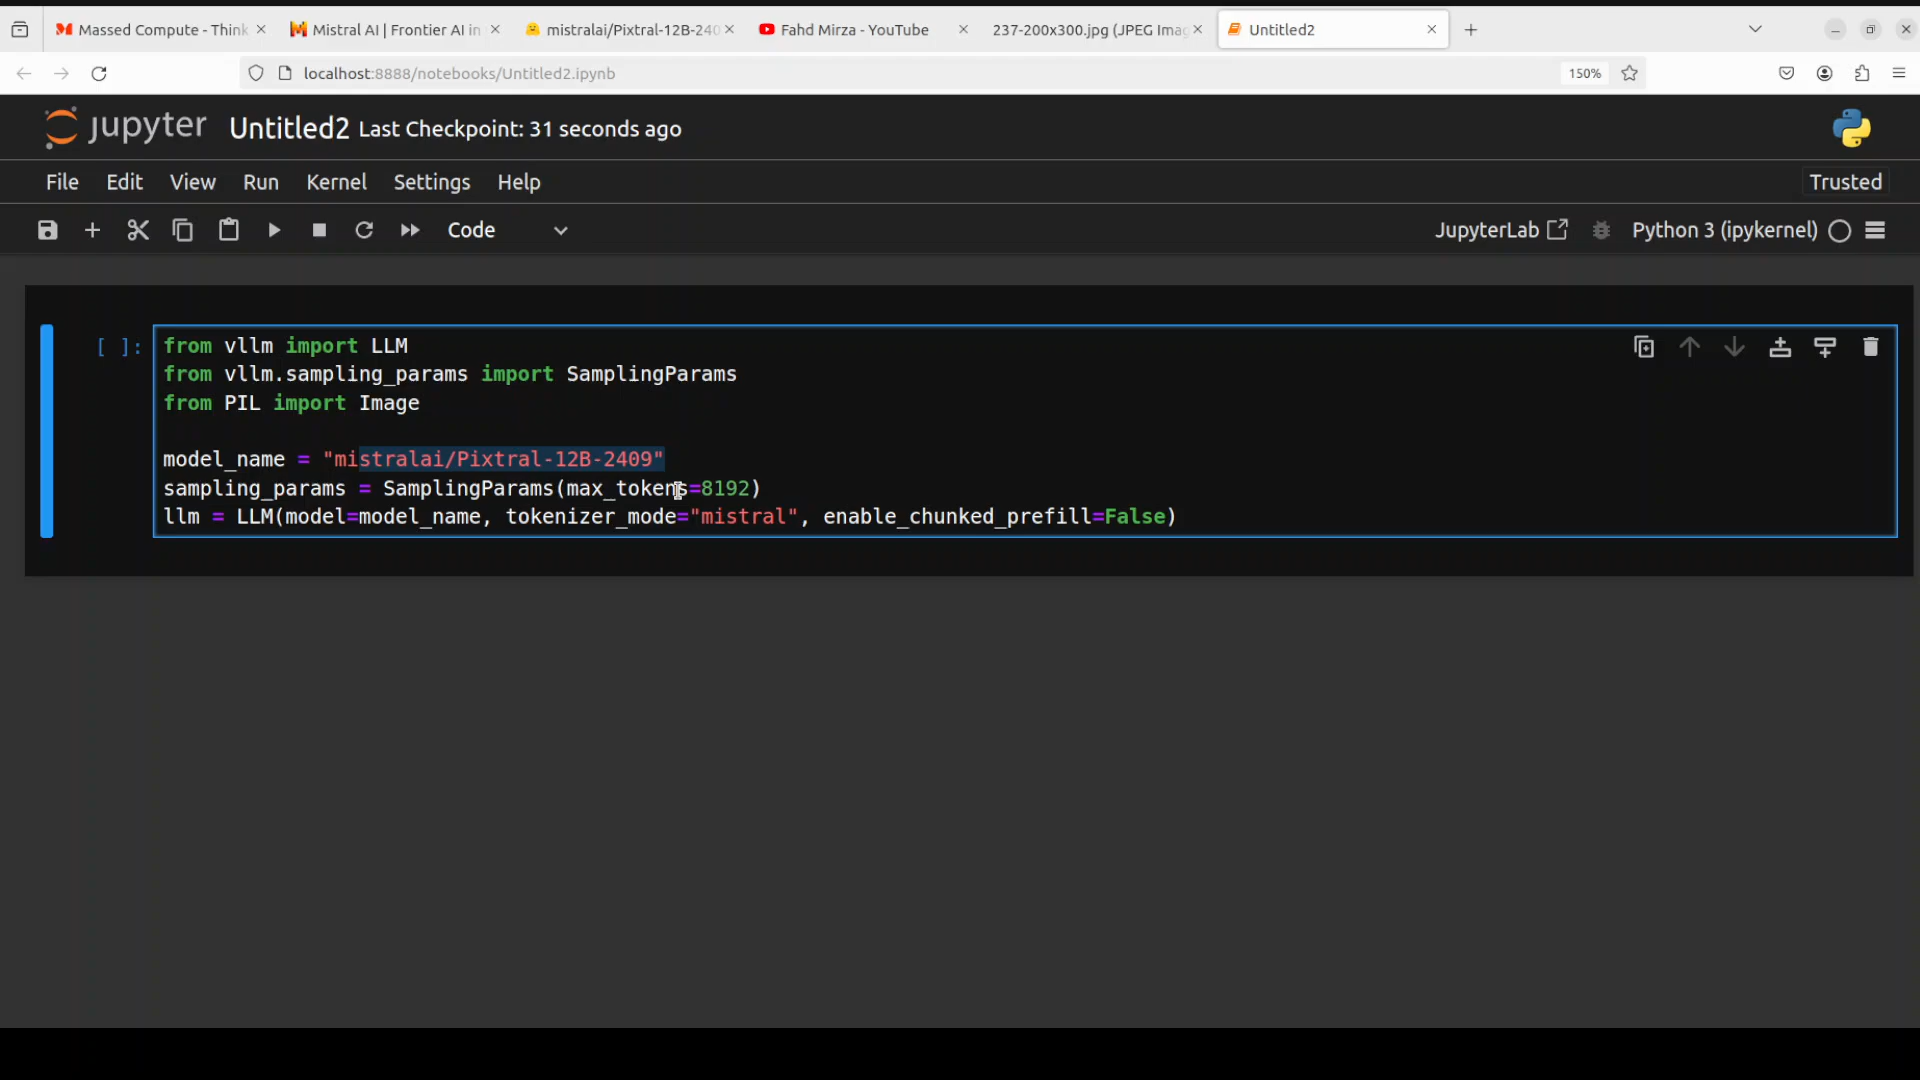 Massed Compute - Think
Mistral AI | Frontier AI in
mistralai/Pixtral-12B-240
Fahd Mirza - YouTube
237-200x300.jpg (JPEG Imag
Untitled2
localhost:8888/notebooks/Untitled2.ipynb
150%
jupyter Untitled2 Last Checkpoint: 31 seconds ago
File Edit View Run Kernel Settings Help
Trusted
Code
JupyterLab
Python 3 (ipykernel)
[ ]:
from vllm import LLM
from vllm.sampling_params import SamplingParams
from PIL import Image
model_name = "mistralai/Pixtral-12B-2409"
sampling_params = SamplingParams(max_tokens=8192)
llm = LLM(model=model_name, tokenizer_mode="mistral", enable_chunked_prefill=False)